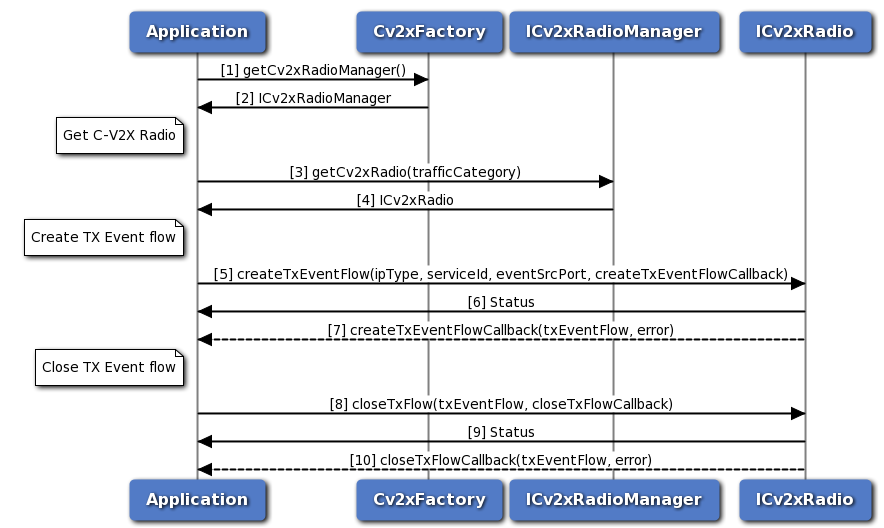 Application Cv2xFactory ICv2xRadioManager ICv2xRadio
[1] getCv2xRadioManager()
[2] ICv2xRadioManager
Get C-V2X Radio
[3] getCv2xRadio(trafficCategory)
[4] ICv2xRadio
Create TX Event flow
[5] createTxEventFlow(ipType, serviceId, eventSrcPort, createTxEventFlowCallback)
[6] Status
[7] createTxEventFlowCallback(txEventFlow, error)
Close TX Event flow
[8] closeTxFlow(txEventFlow, closeTxFlowCallback)
[9] Status
[10] closeTxFlowCallback(txEventFlow, error)
Application Cv2xFactory ICv2xRadioManager ICv2xRadio